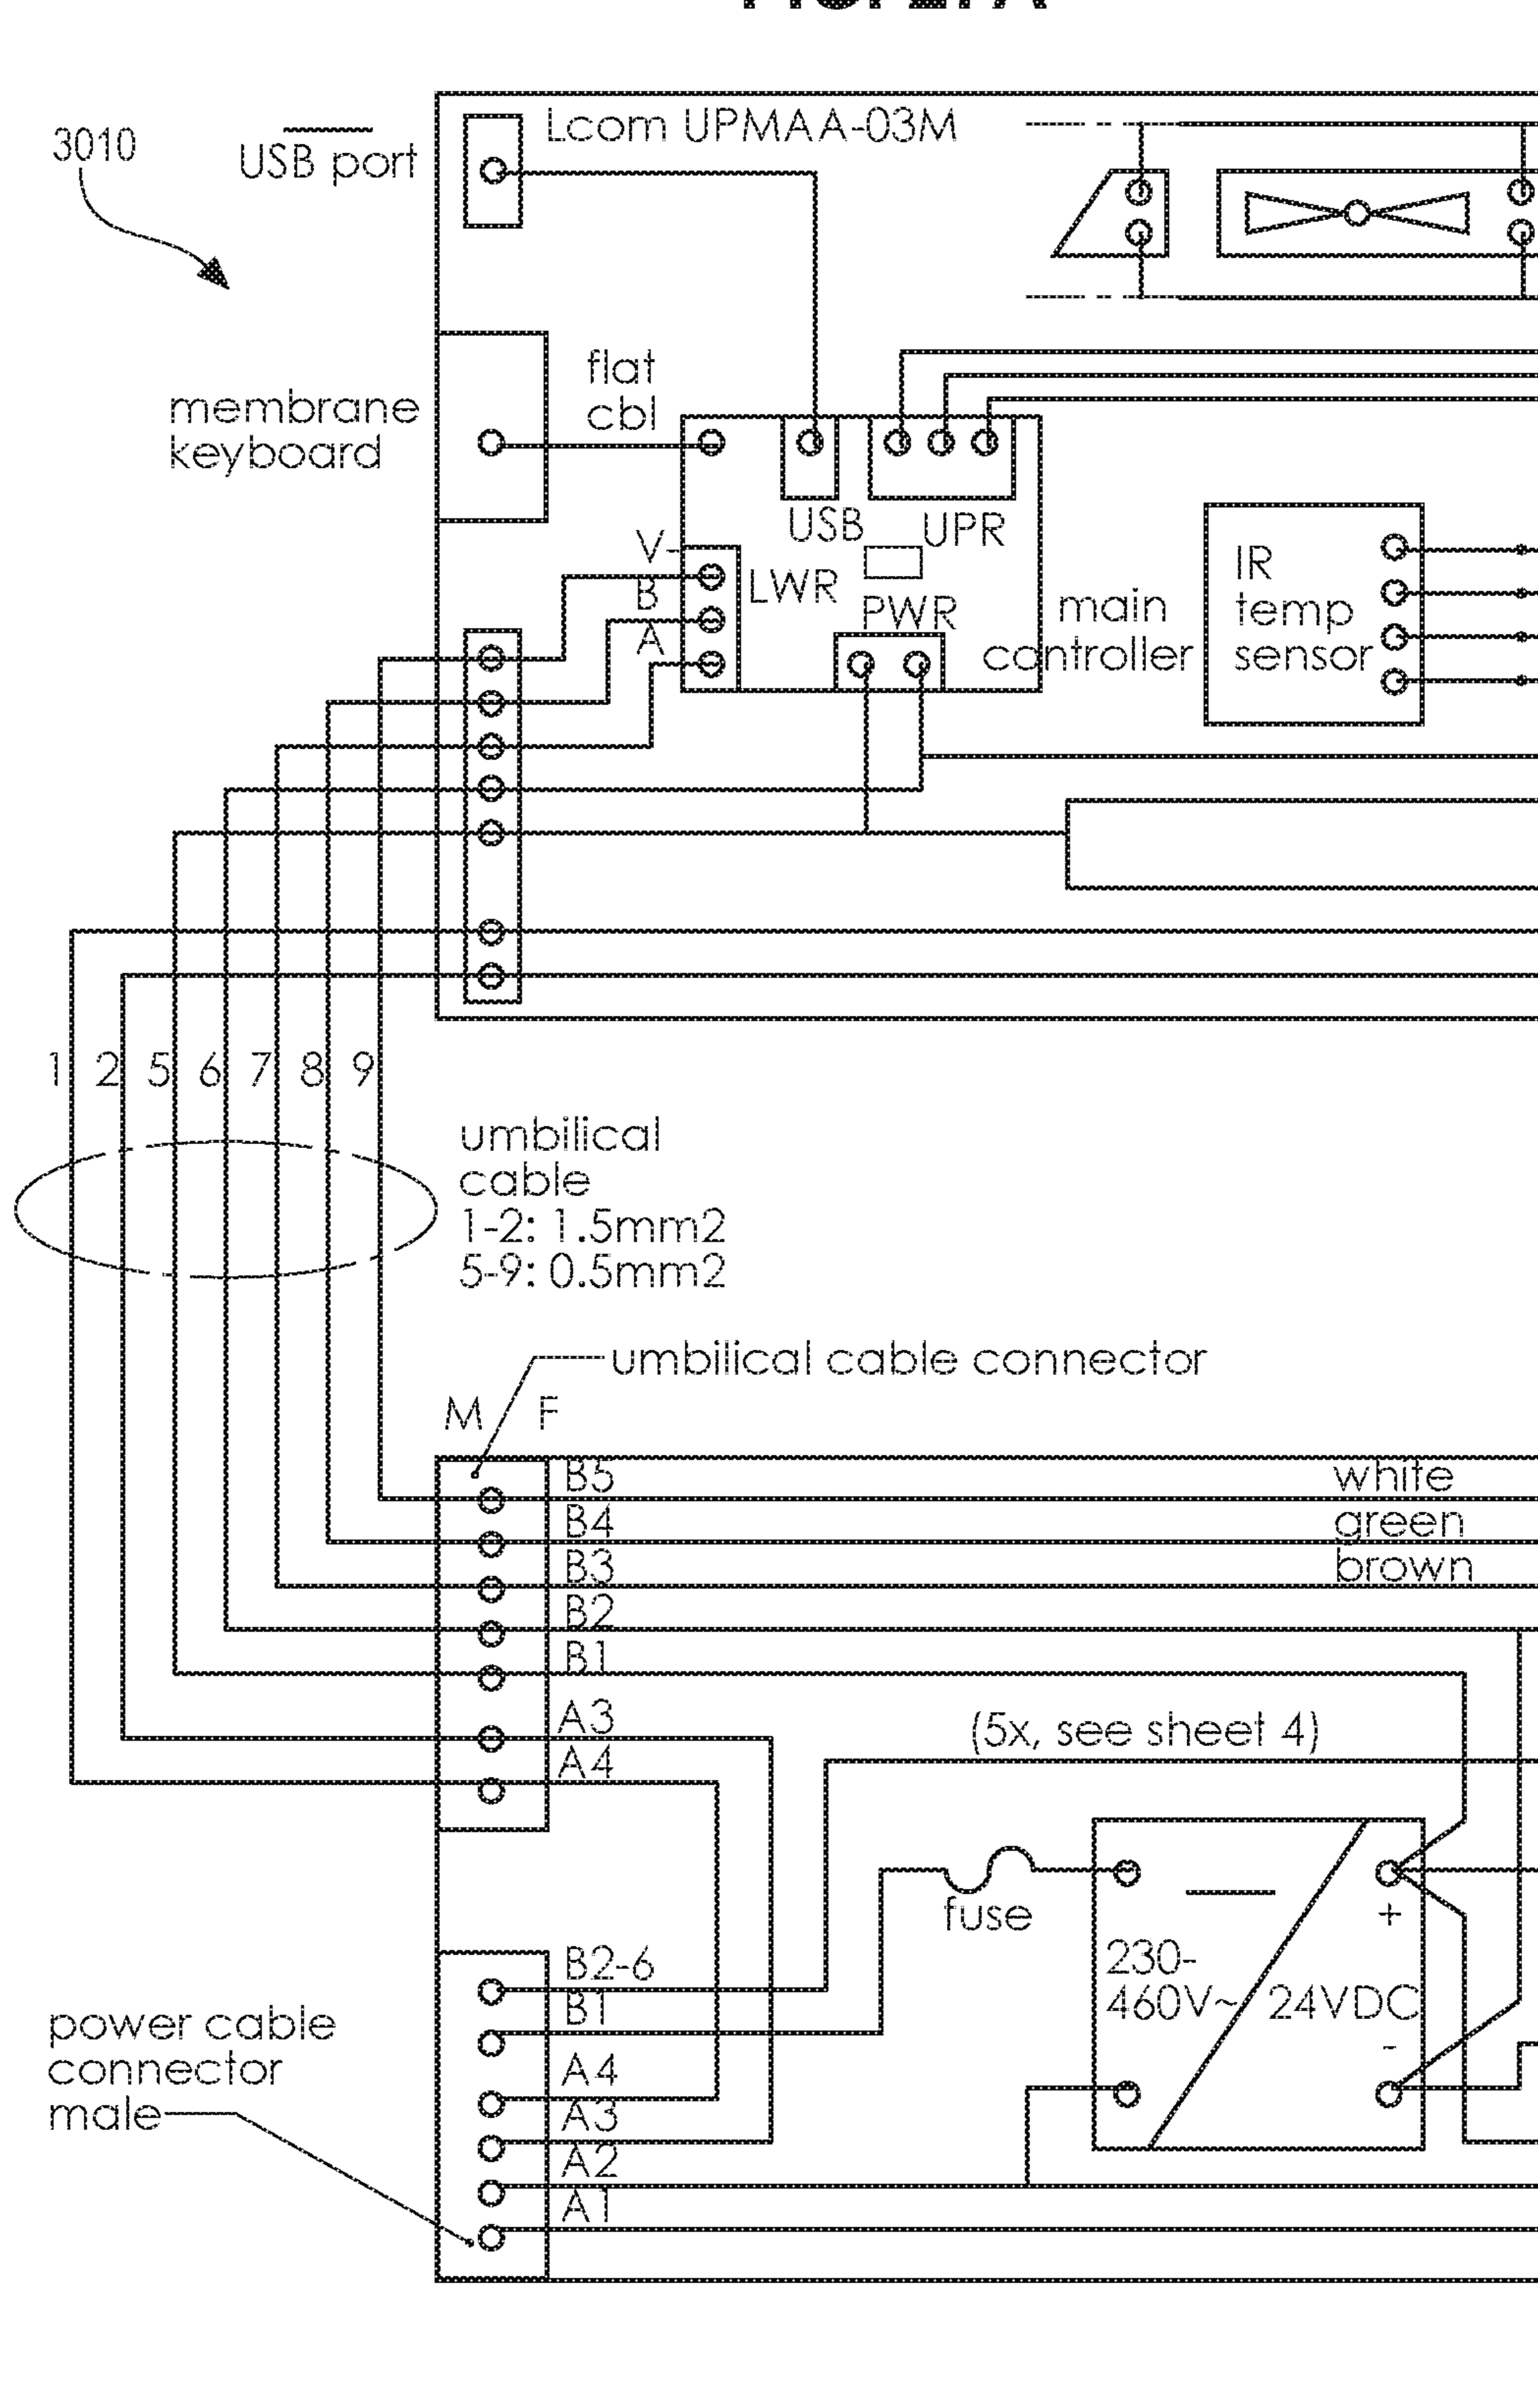 3010
USB port
Lcom UPMAA-03M
membrane
keyboard
flat
cbl
USB
UPR
V-
B
A
LWR
PWR
main
controller
IR
temp
sensor
1 2 5 6 7 8 9
umbilical
cable
1-2: 1.5mm2
5-9: 0.5mm2
umbilical cable connector
M F
B5
white
B4
green
B3
brown
B2
B1
A3
(5x, see sheet 4)
A4
fuse
+
230-
460V~ 24VDC
-
B2-6
B1
power cable
connector
male
A4
A3
A2
A1